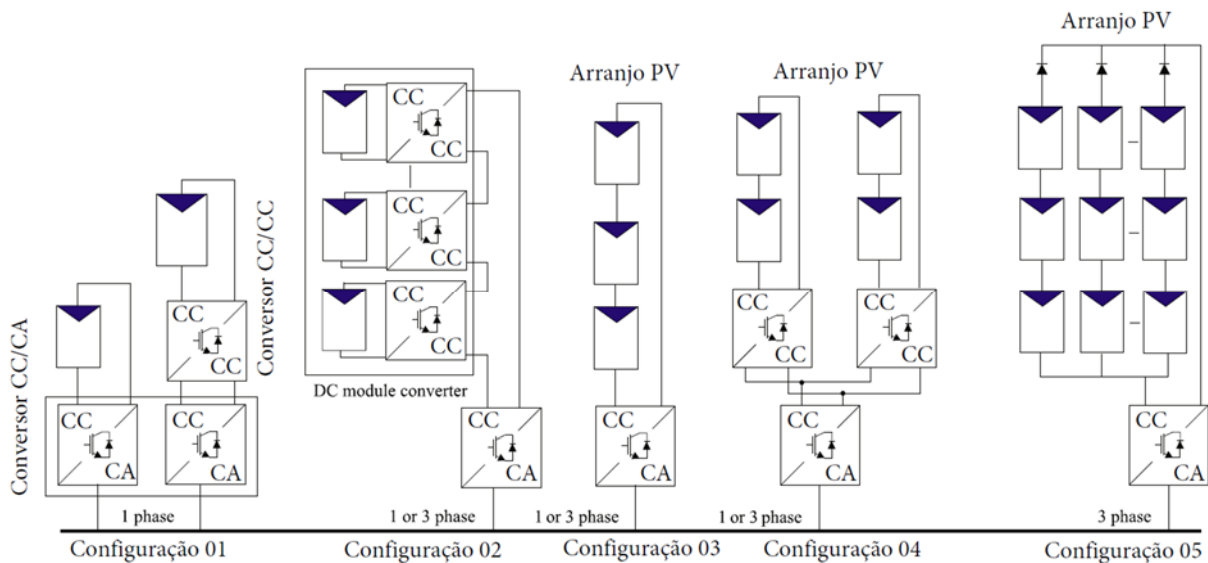 Conversor CC/CA
CC
CA
1 phase
Configuração 01
CC
CC
Conversor CC/CC
CC
CA
CC
CC
CC
CC
CC
CC
DC module converter
CC
CA
1 or 3 phase
Configuração 02
Arranjo PV
CC
CA
1 or 3 phase
Configuração 03
Arranjo PV
CC
CC
CC
CC
CC
CA
1 or 3 phase
Configuração 04
Arranjo PV
CC
CA
3 phase
Configuração 05